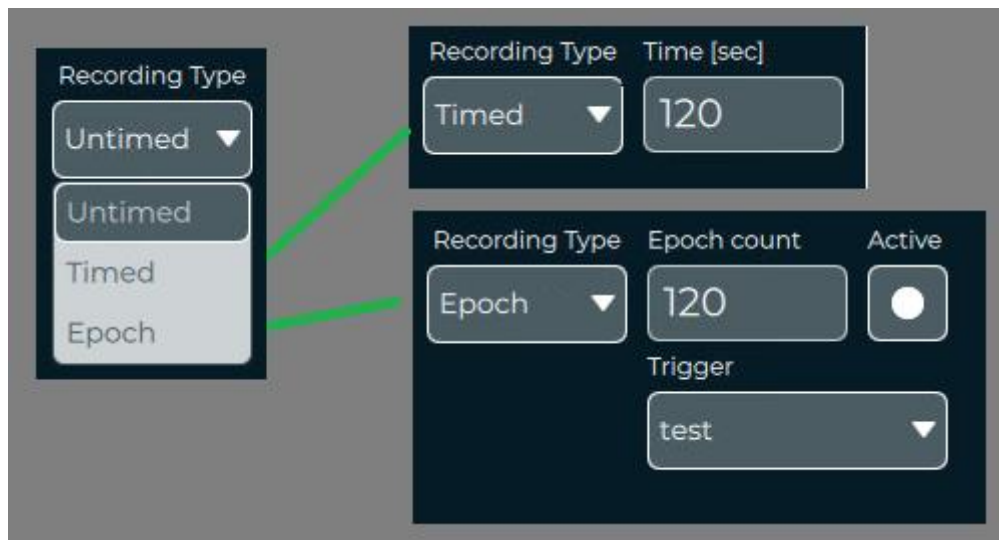 Recording Type
Untimed
Untimed
Timed
Epoch
Recording Type Time [sec]
Timed 120
Recording Type Epoch count Active
Epoch 120
Trigger
test